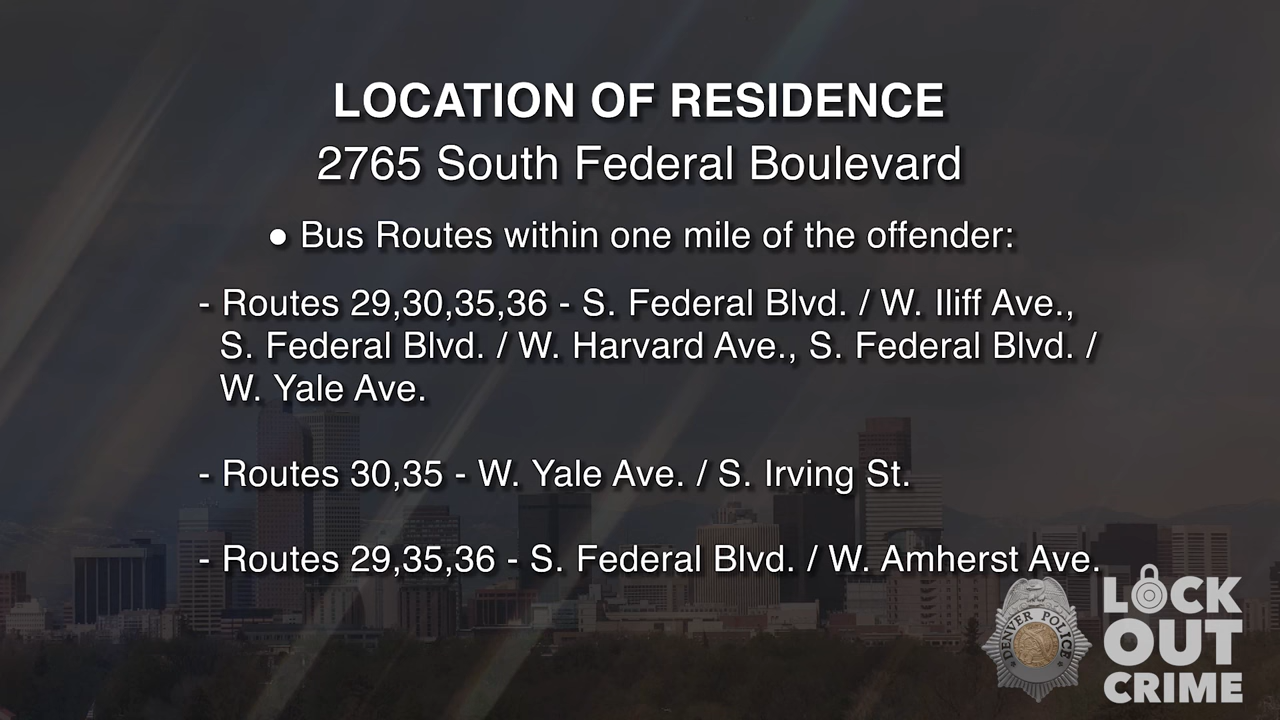 LOCATION OF RESIDENCE
2765 South Federal Boulevard
● Bus Routes within one mile of the offender:
- Routes 29,30,35,36 - S. Federal Blvd. / W. Iliff Ave.,
S. Federal Blvd. / W. Harvard Ave., S. Federal Blvd. /
W. Yale Ave.
- Routes 30,35 - W. Yale Ave. / S. Irving St.
- Routes 29,35,36 - S. Federal Blvd. / W. Amherst Ave.
DENVER POLICE
LOCK
OUT
CRIME